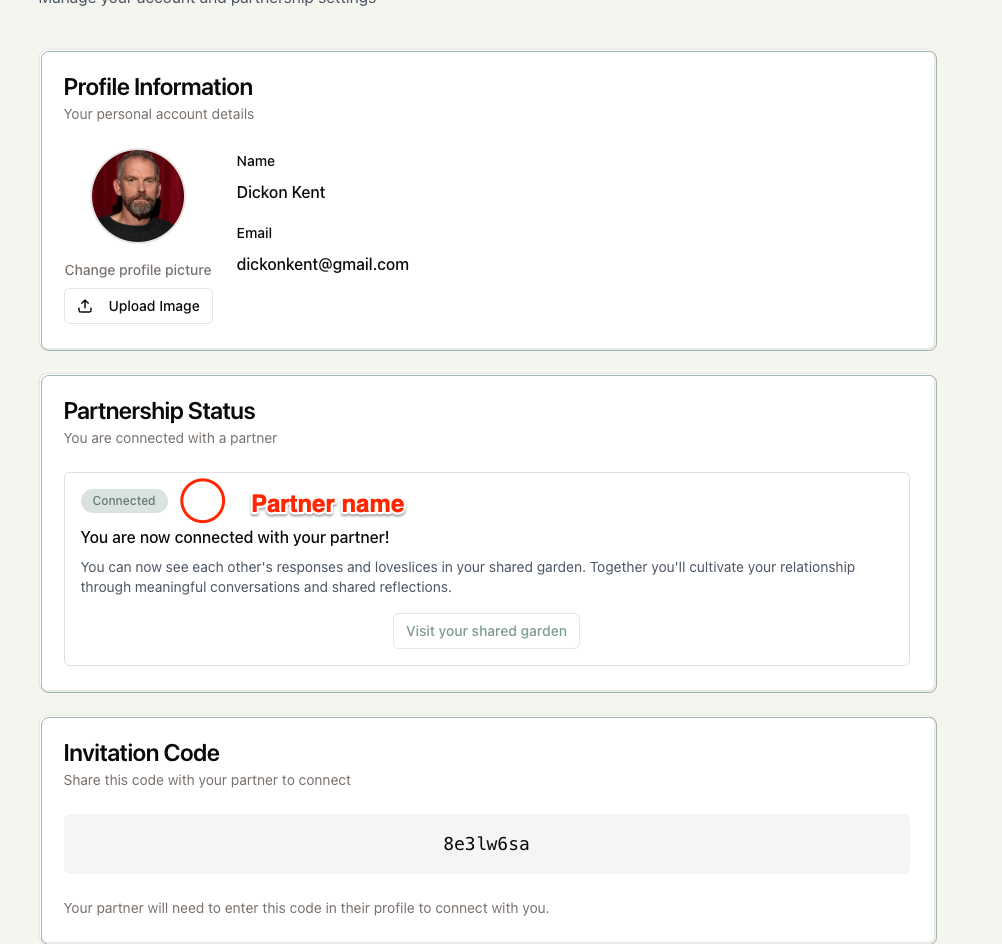 Manage your account and partnership settings
Profile Information
Your personal account details
Name
Dickon Kent
Email
dickonkent@gmail.com
Change profile picture
Upload Image
Partnership Status
You are connected with a partner
Connected
Partner name
You are now connected with your partner!
You can now see each other's responses and loveslices in your shared garden. Together you'll cultivate your relationship
through meaningful conversations and shared reflections.
Visit your shared garden
Invitation Code
Share this code with your partner to connect
8e3lw6sa
Your partner will need to enter this code in their profile to connect with you.